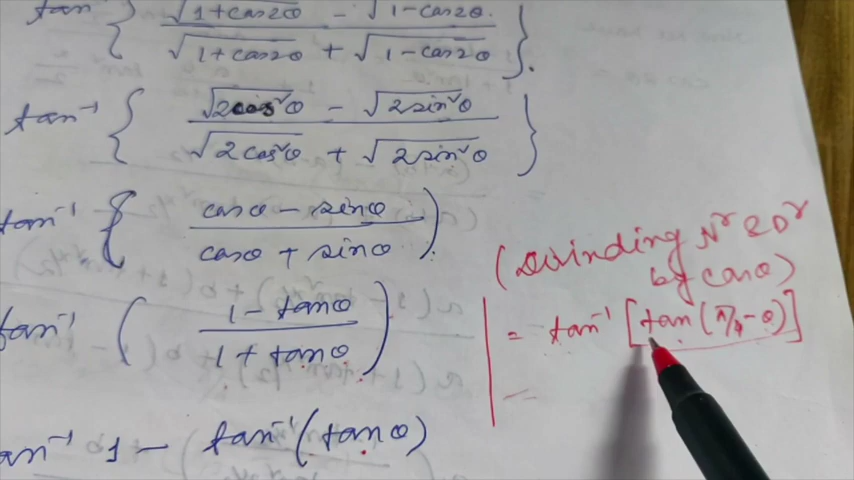 tan⁻¹ { (√1+cos2θ − √1−cos2θ) / (√1+cos2θ + √1−cos2θ) }.
tan⁻¹ { (√2cos²θ − √2sin²θ) / (√2cos²θ + √2sin²θ) }
tan⁻¹ { (cosθ − sinθ) / (cosθ + sinθ) )
tan⁻¹ ( (1 − tanθ) / (1 + tanθ) )
an⁻¹ 1 − tan⁻¹ (tanθ)
(Dividing Nʳ & Dʳ
by cosθ)
= tan⁻¹ [tan(π/4 − θ)]
=